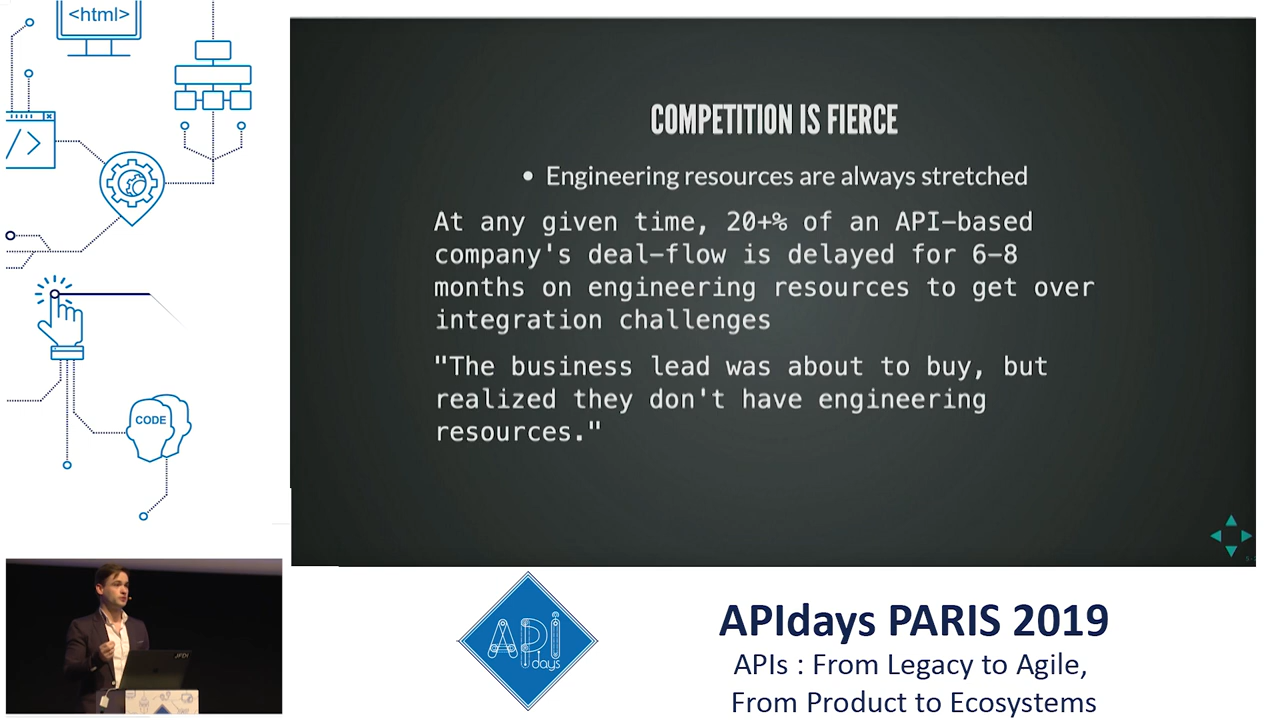 <html>
</>
CODE
COMPETITION IS FIERCE
• Engineering resources are always stretched
At any given time, 20+% of an API-based
company's deal-flow is delayed for 6-8
months on engineering resources to get over
integration challenges
"The business lead was about to buy, but
realized they don't have engineering
resources."
JFDI
API
days
APIdays PARIS 2019
APIs : From Legacy to Agile,
From Product to Ecosystems